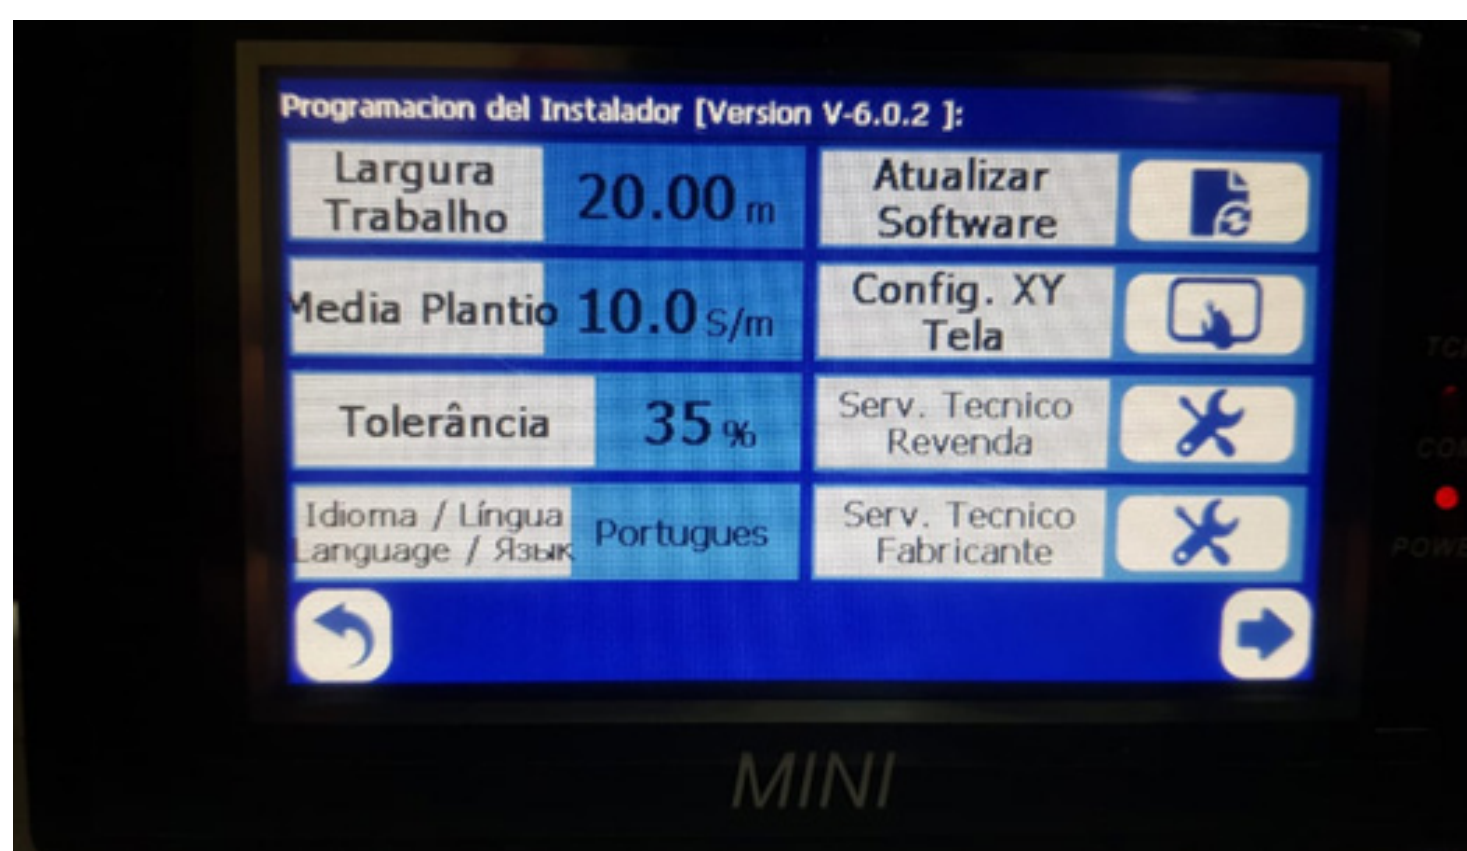 Programacion del Instalador [Version V-6.0.2 ]:
Largura
Trabalho
20.00 m
Atualizar
Software
Media Plantio
10.0 S/m
Config. XY
Tela
Tolerância
35 %
Serv. Tecnico
Revenda
Idioma / Língua
Language / Язык
Portugues
Serv. Tecnico
Fabricante
MINI